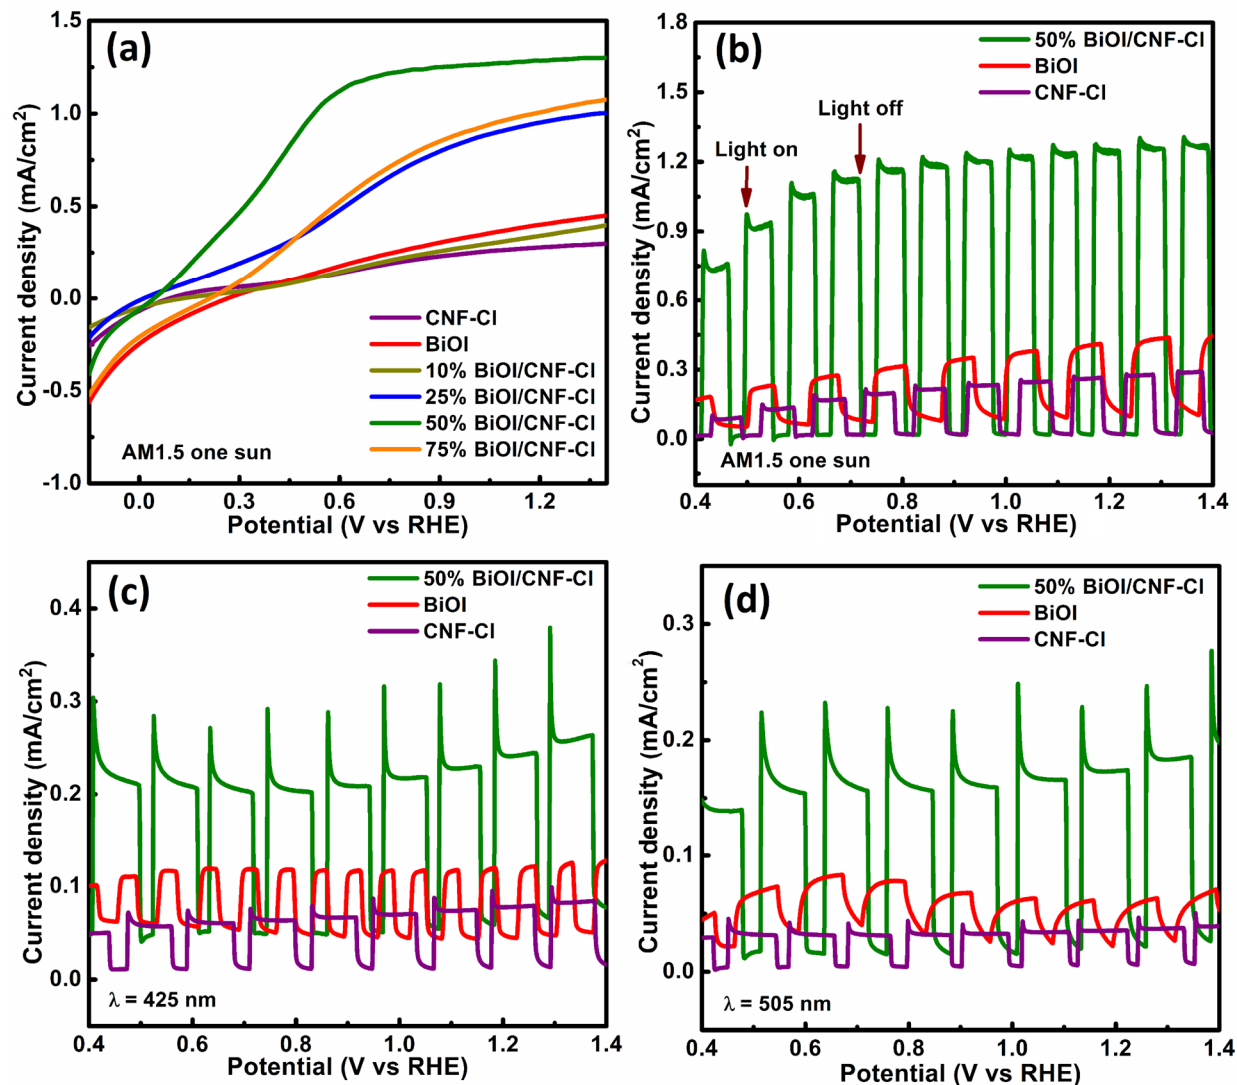 (a)
Current density (mA/cm²)
1.5
1.0
0.5
0.0
-0.5
-1.0
CNF-Cl
BiOI
10% BiOI/CNF-Cl
25% BiOI/CNF-Cl
50% BiOI/CNF-Cl
75% BiOI/CNF-Cl
AM1.5 one sun
0.0 0.3 0.6 0.9 1.2
Potential (V vs RHE)
(b)
Current density (mA/cm²)
1.8
1.5
1.2
0.9
0.6
0.3
0.0
50% BiOI/CNF-Cl
BiOI
CNF-Cl
Light off
Light on
AM1.5 one sun
0.4 0.6 0.8 1.0 1.2 1.4
Potential (V vs RHE)
(c)
Current density (mA/cm²)
0.4
0.3
0.2
0.1
0.0
50% BiOI/CNF-Cl
BiOI
CNF-Cl
λ = 425 nm
0.4 0.6 0.8 1.0 1.2 1.4
Potential (V vs RHE)
(d)
Current density (mA/cm²)
0.3
0.2
0.1
0.0
50% BiOI/CNF-Cl
BiOI
CNF-Cl
λ = 505 nm
0.4 0.6 0.8 1.0 1.2 1.4
Potential (V vs RHE)